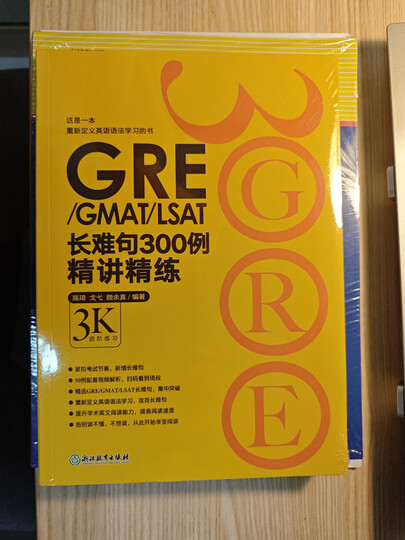 这是一本
重新定义英语语法学习的书
3
GRE
GRE
/GMAT/LSAT
长难句300例
精讲精练
陈琦 戈弋 颜余真/编著
3K
进阶练习
紧扣考试节奏，新增长难句
50例配套视频解析，扫码看到场
精选GRE/GMAT/LSAT长难句，集中突破
重新定义英语语法学习，攻克长难句
提升学术英文阅读能力，提高阅读速度
告别读不懂、不想读，从此开始享受阅读
浙江教育出版社